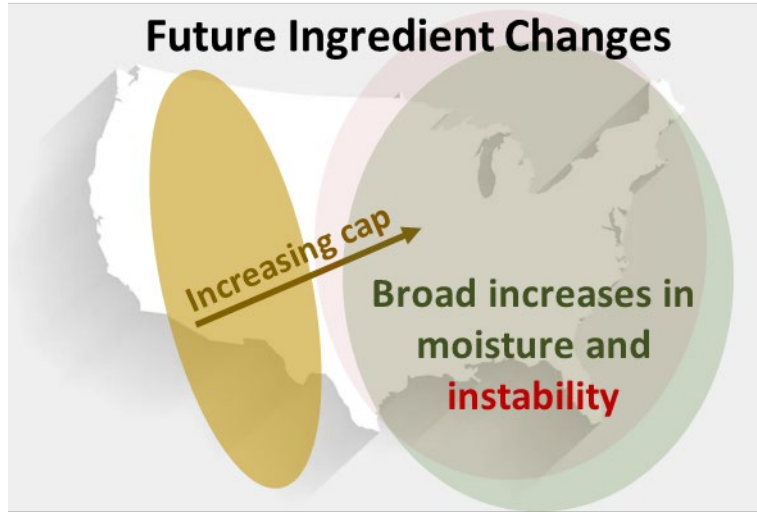 Future Ingredient Changes
Increasing cap
Broad increases in
moisture and
instability